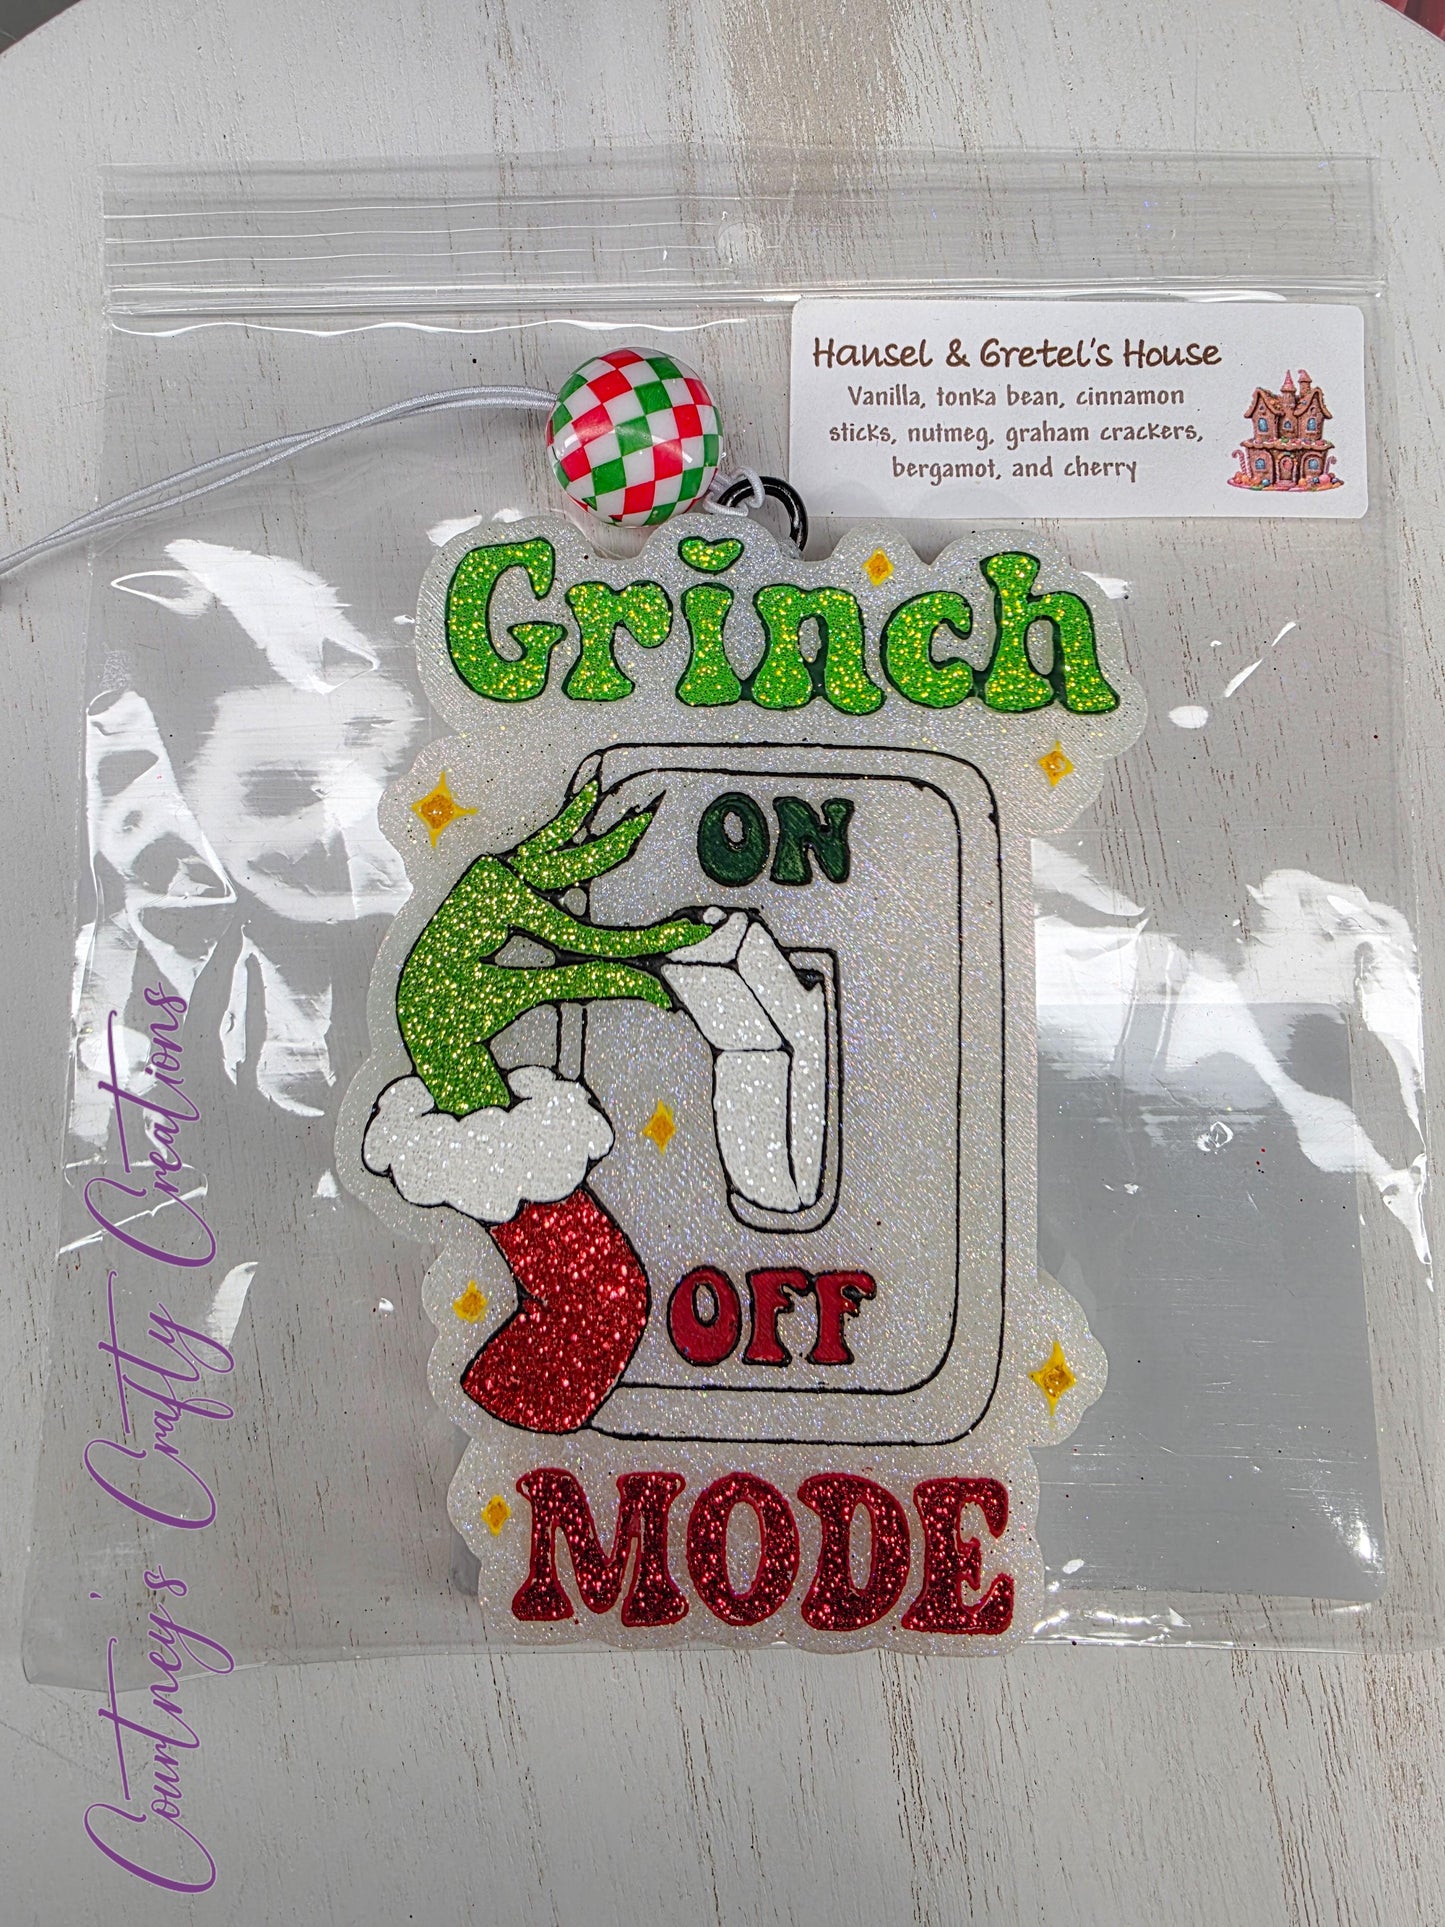 Hansel & Gretel's House
Vanilla, tonka bean, cinnamon
sticks, nutmeg, graham crackers,
bergamot, and cherry
Grinch
ON
OFF
MODE
Courtney's Crafty Creations